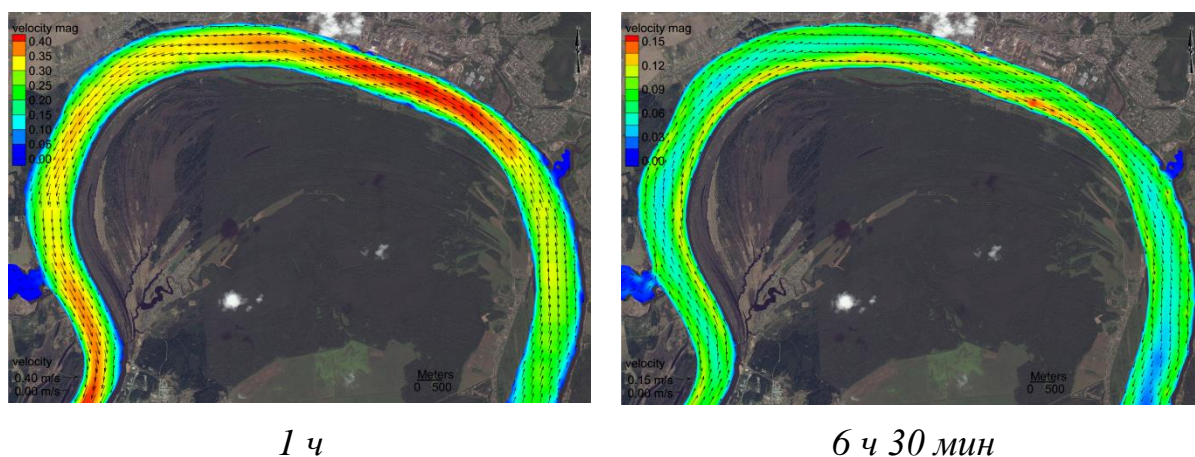 velocity mag
0.40
0.35
0.30
0.25
0.20
0.15
0.10
0.05
0.00
velocity
0.40 m/s
0.00 m/s
Meters
0 500
velocity mag
0.15
0.12
0.09
0.06
0.03
0.00
velocity
0.15 m/s
0.00 m/s
Meters
0 500
1 ч
6 ч 30 мин